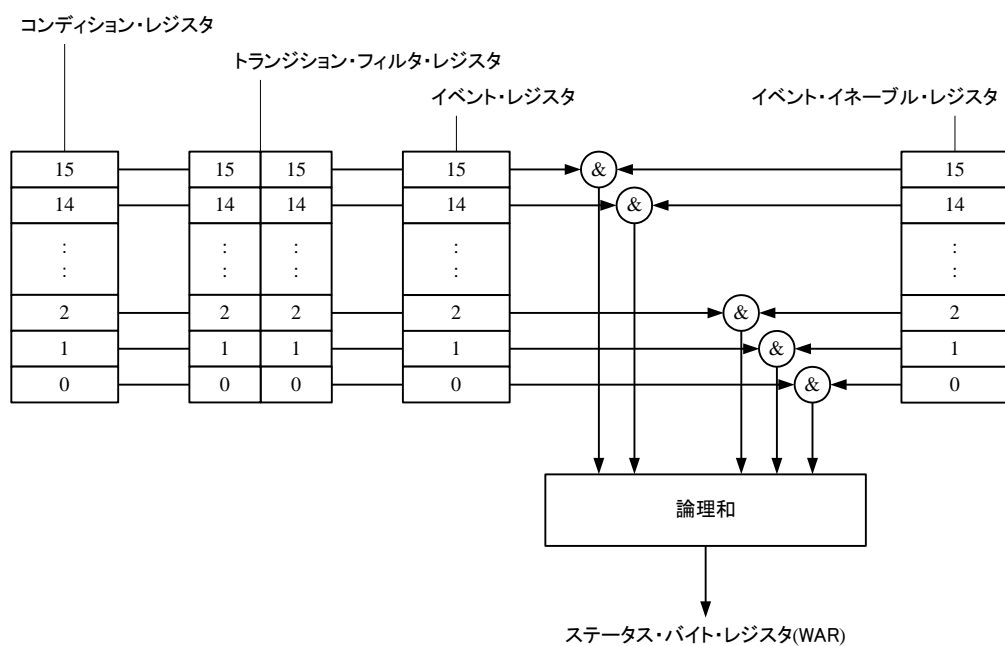 コンディション・レジスタ
トランジション・フィルタ・レジスタ
イベント・レジスタ
イベント・イネーブル・レジスタ
15 15 15 15 & 15
14 14 14 14 & 14
: : : : :
: : : : :
2 2 2 2 & 2
1 1 1 1 & 1
0 0 0 0 & 0
論理和
ステータス・バイト・レジスタ(WAR)